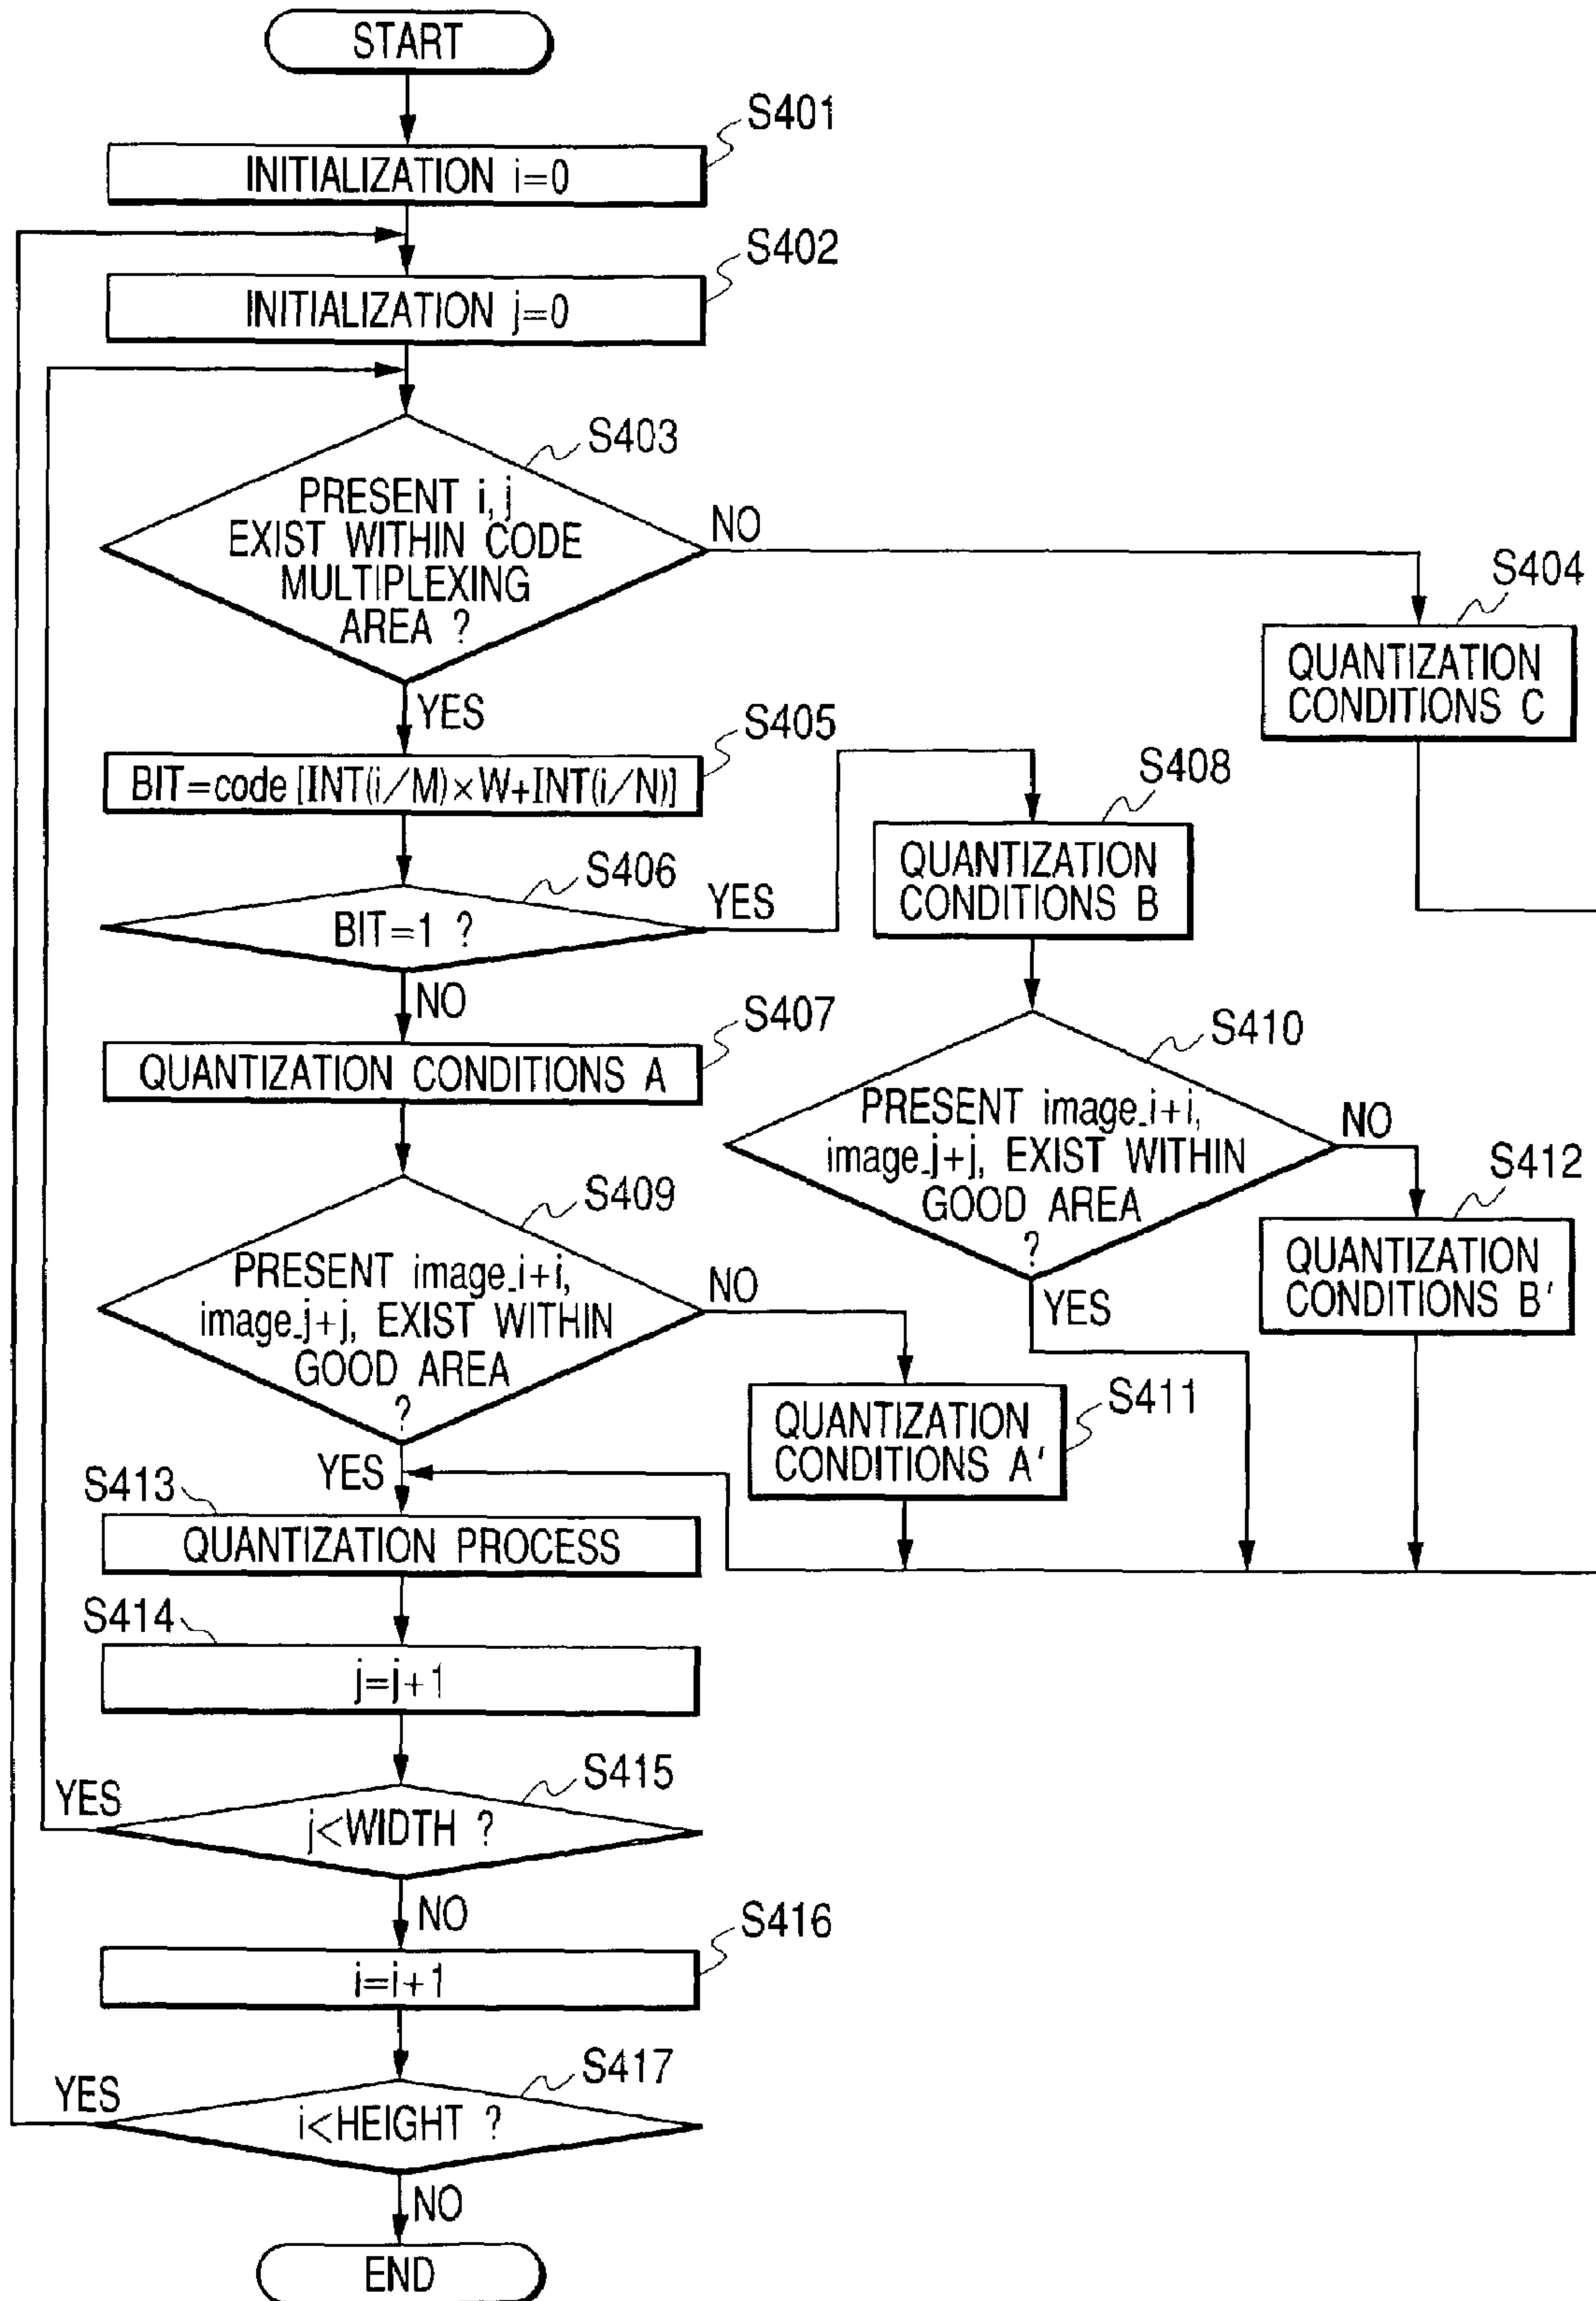 START
S401
INITIALIZATION i=0
S402
INITIALIZATION j=0
S403
PRESENT i, j
EXIST WITHIN CODE
MULTIPLEXING
AREA ?
NO
S404
QUANTIZATION
CONDITIONS C
YES
S405
BIT=code [INT(i/M)×W+INT(i/N)]
S406
BIT=1 ?
YES
S408
QUANTIZATION
CONDITIONS B
NO
S407
QUANTIZATION CONDITIONS A
S410
PRESENT image_i+i,
image_j+j, EXIST WITHIN
GOOD AREA
?
NO
S412
QUANTIZATION
CONDITIONS B'
YES
S409
PRESENT image_i+i,
image_j+j, EXIST WITHIN
GOOD AREA
?
NO
S411
QUANTIZATION
CONDITIONS A'
YES
S413
QUANTIZATION PROCESS
S414
j=j+1
S415
j<WIDTH ?
YES
NO
S416
i=i+1
S417
i<HEIGHT ?
YES
NO
END